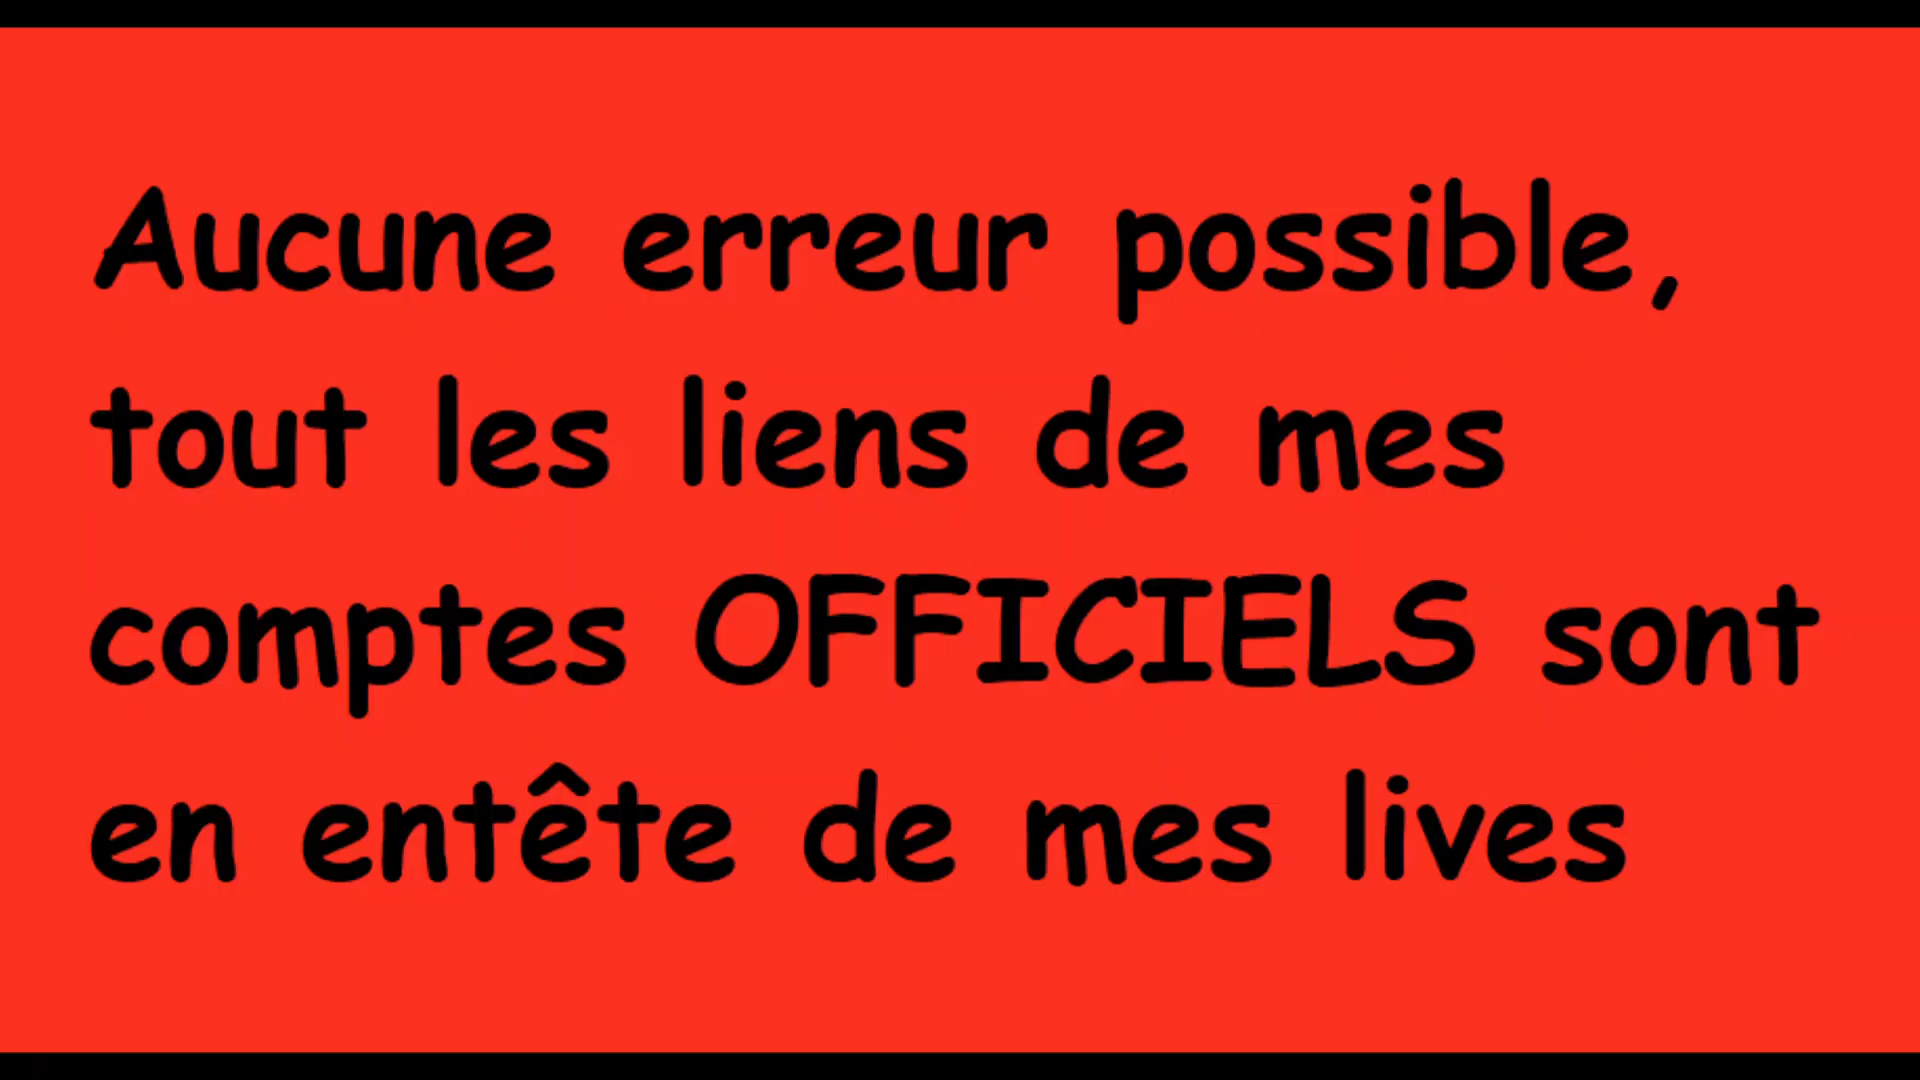 Aucune erreur possible,
tout les liens de mes
comptes OFFICIELS sont
en entête de mes lives